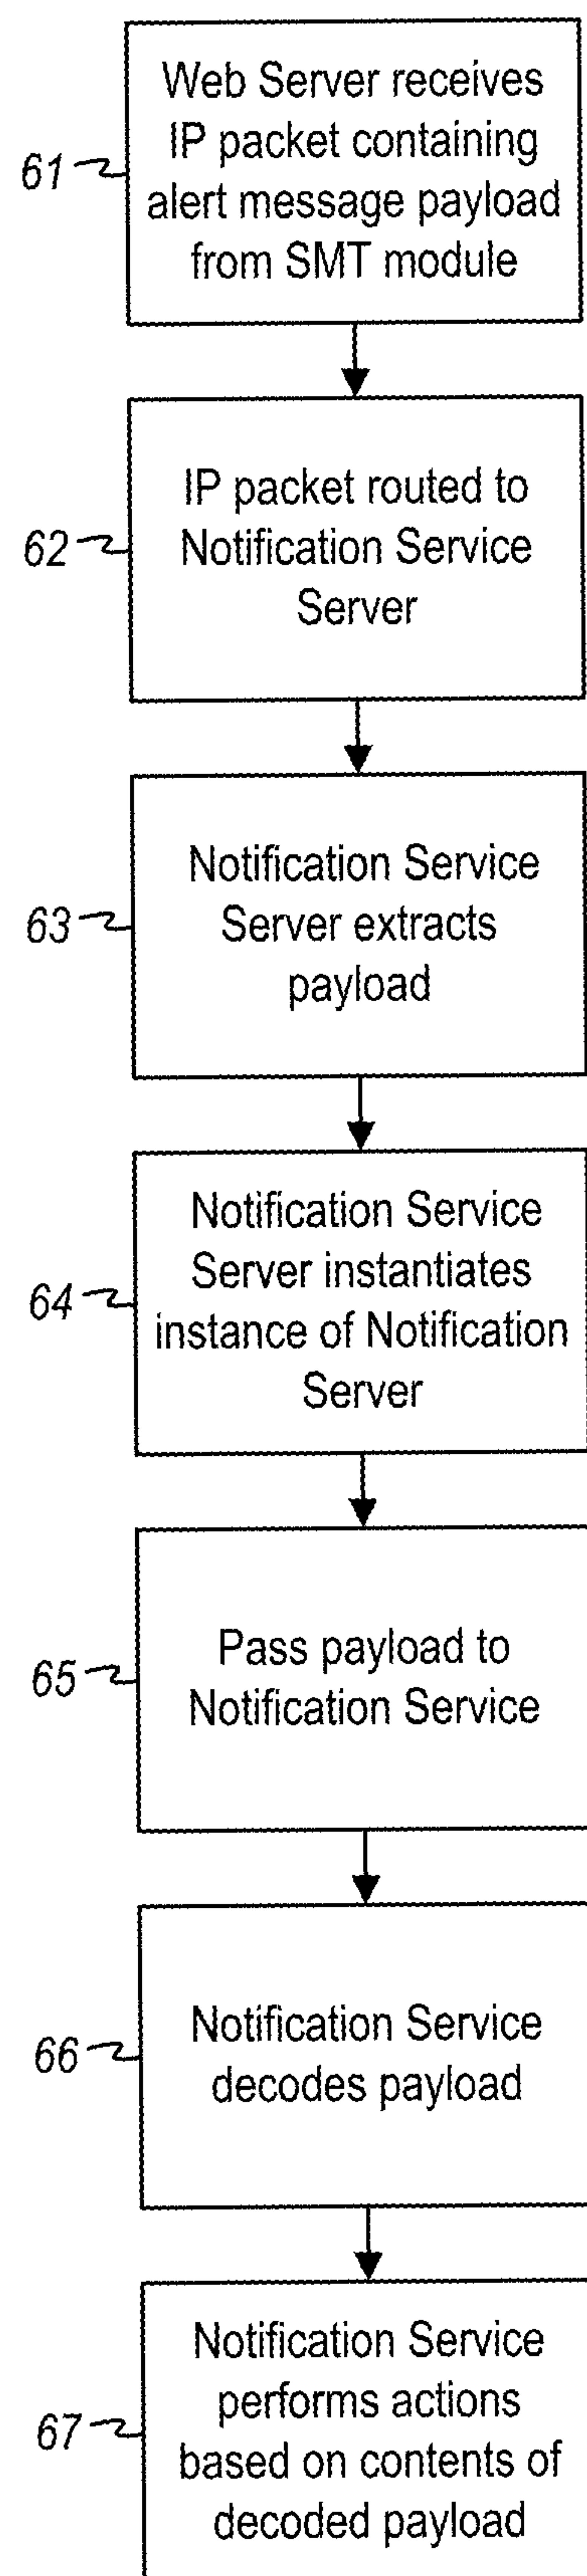 61
Web Server receives
IP packet containing
alert message payload
from SMT module
62
IP packet routed to
Notification Service
Server
63
Notification Service
Server extracts
payload
64
Notification Service
Server instantiates
instance of Notification
Server
65
Pass payload to
Notification Service
66
Notification Service
decodes payload
67
Notification Service
performs actions
based on contents of
decoded payload